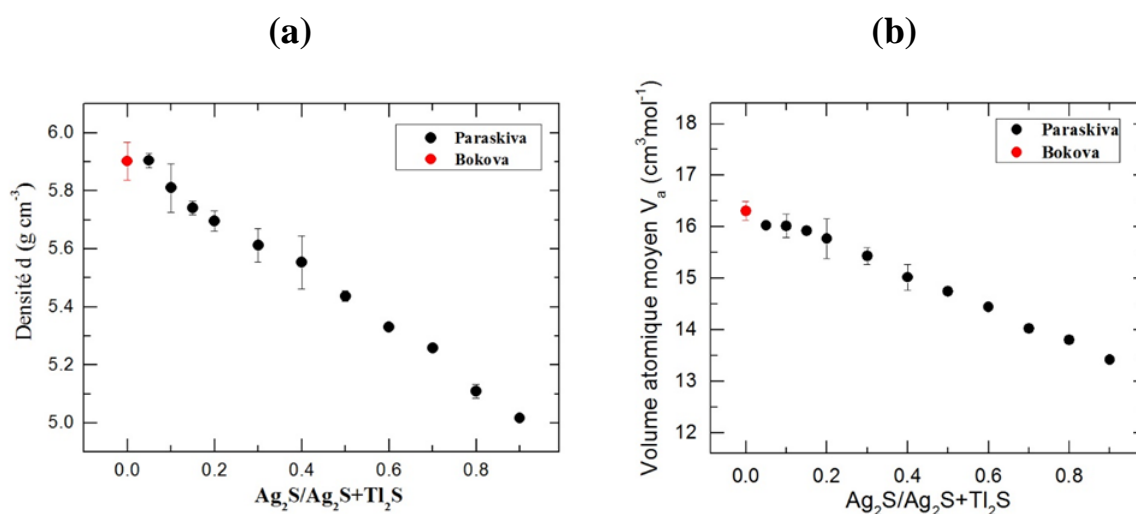 (a)
(b)
6.0
5.8
5.6
5.4
5.2
5.0
Densité d (g cm⁻³)
Paraskiva
Bokova
0.0 0.2 0.4 0.6 0.8
Ag₂S/Ag₂S+Tl₂S
18
17
16
15
14
13
12
Volume atomique moyen Vₐ (cm³mol⁻¹)
Paraskiva
Bokova
0.0 0.2 0.4 0.6 0.8
Ag₂S/Ag₂S+Tl₂S